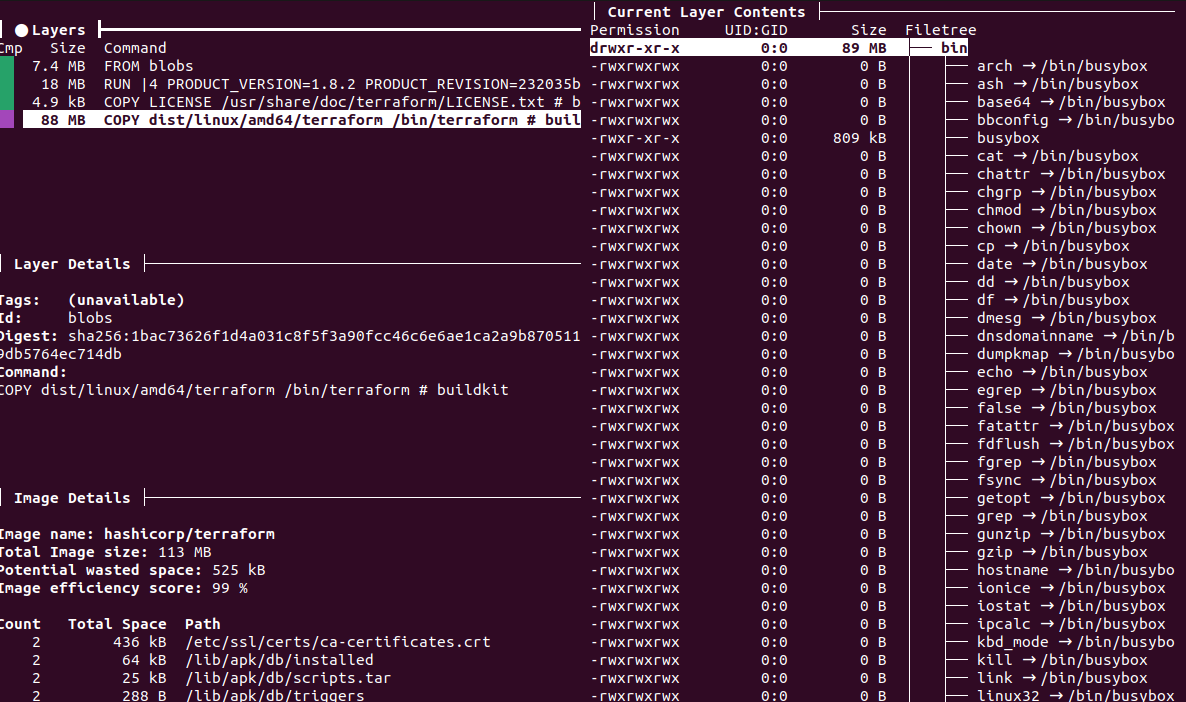 Layers
Cmp Size Command
7.4 MB FROM blobs
18 MB RUN |4 PRODUCT_VERSION=1.8.2 PRODUCT_REVISION=232035b
4.9 kB COPY LICENSE /usr/share/doc/terraform/LICENSE.txt # b
88 MB COPY dist/linux/amd64/terraform /bin/terraform # buil
Layer Details
Tags: (unavailable)
Id: blobs
Digest: sha256:1bac73626f1d4a031c8f5f3a90fcc46c6e6ae1ca2a9b870511
9db5764ec714db
Command:
COPY dist/linux/amd64/terraform /bin/terraform # buildkit
Image Details
Image name: hashicorp/terraform
Total Image size: 113 MB
Potential wasted space: 525 kB
Image efficiency score: 99 %
Count Total Space Path
2 436 kB /etc/ssl/certs/ca-certificates.crt
2 64 kB /lib/apk/db/installed
2 25 kB /lib/apk/db/scripts.tar
2 288 B /lib/apk/db/triggers
Current Layer Contents
Permission UID:GID Size Filetree
drwxr-xr-x 0:0 89 MB bin
-rwxrwxrwx 0:0 0 B arch → /bin/busybox
-rwxrwxrwx 0:0 0 B ash → /bin/busybox
-rwxrwxrwx 0:0 0 B base64 → /bin/busybox
-rwxrwxrwx 0:0 0 B bbconfig → /bin/busybo
-rwxr-xr-x 0:0 809 kB busybox
-rwxrwxrwx 0:0 0 B cat → /bin/busybox
-rwxrwxrwx 0:0 0 B chattr → /bin/busybox
-rwxrwxrwx 0:0 0 B chgrp → /bin/busybox
-rwxrwxrwx 0:0 0 B chmod → /bin/busybox
-rwxrwxrwx 0:0 0 B chown → /bin/busybox
-rwxrwxrwx 0:0 0 B cp → /bin/busybox
-rwxrwxrwx 0:0 0 B date → /bin/busybox
-rwxrwxrwx 0:0 0 B dd → /bin/busybox
-rwxrwxrwx 0:0 0 B df → /bin/busybox
-rwxrwxrwx 0:0 0 B dmesg → /bin/busybox
-rwxrwxrwx 0:0 0 B dnsdomainname → /bin/b
-rwxrwxrwx 0:0 0 B dumpkmap → /bin/busybo
-rwxrwxrwx 0:0 0 B echo → /bin/busybox
-rwxrwxrwx 0:0 0 B egrep → /bin/busybox
-rwxrwxrwx 0:0 0 B false → /bin/busybox
-rwxrwxrwx 0:0 0 B fatattr → /bin/busybox
-rwxrwxrwx 0:0 0 B fdflush → /bin/busybox
-rwxrwxrwx 0:0 0 B fgrep → /bin/busybox
-rwxrwxrwx 0:0 0 B fsync → /bin/busybox
-rwxrwxrwx 0:0 0 B getopt → /bin/busybox
-rwxrwxrwx 0:0 0 B grep → /bin/busybox
-rwxrwxrwx 0:0 0 B gunzip → /bin/busybox
-rwxrwxrwx 0:0 0 B gzip → /bin/busybox
-rwxrwxrwx 0:0 0 B hostname → /bin/busybo
-rwxrwxrwx 0:0 0 B ionice → /bin/busybox
-rwxrwxrwx 0:0 0 B iostat → /bin/busybox
-rwxrwxrwx 0:0 0 B ipcalc → /bin/busybox
-rwxrwxrwx 0:0 0 B kbd_mode → /bin/busybo
-rwxrwxrwx 0:0 0 B kill → /bin/busybox
-rwxrwxrwx 0:0 0 B link → /bin/busybox
-rwxrwxrwx 0:0 0 B linux32 → /bin/busybox